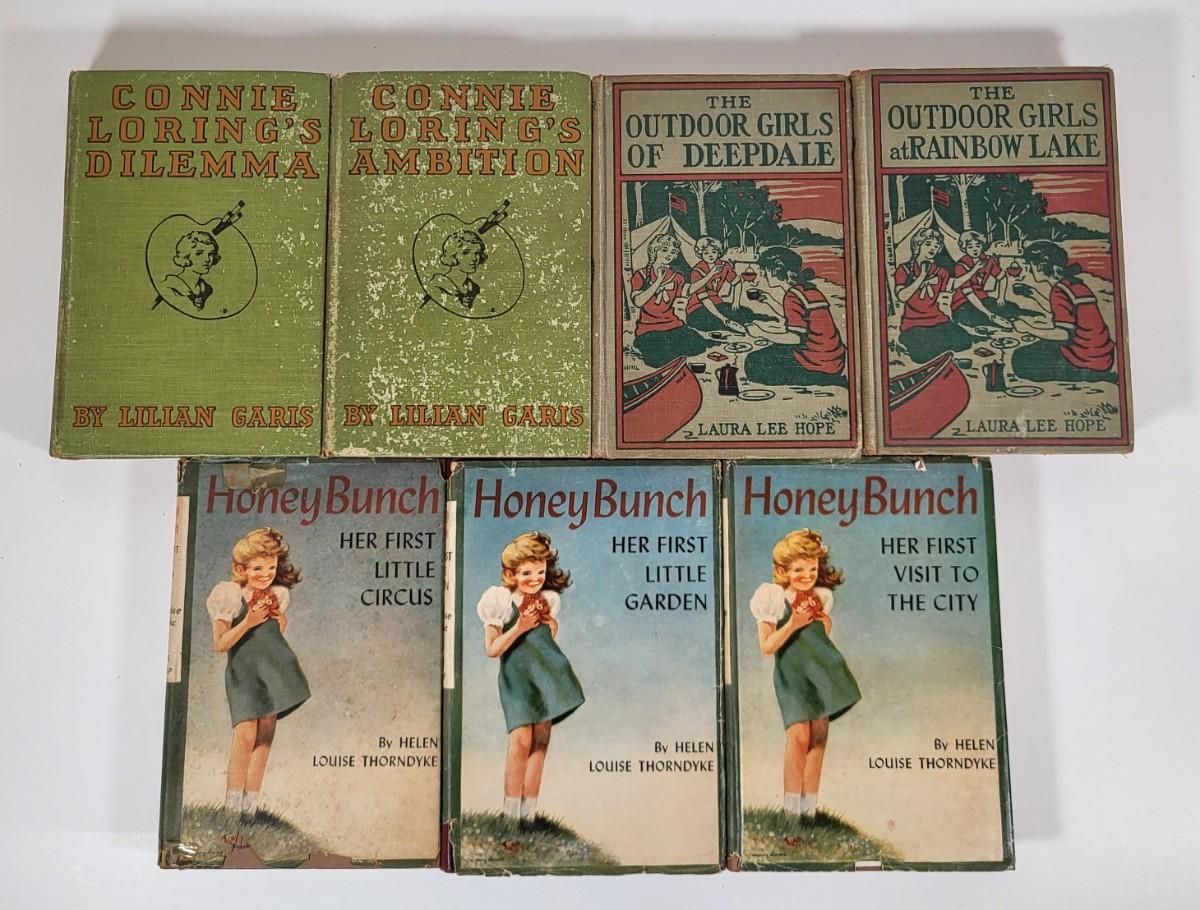 CONNIE
LORING'S
DILEMMA
BY LILIAN GARIS
CONNIE
LORING'S
AMBITION
BY LILIAN GARIS
THE
OUTDOOR GIRLS
OF DEEPDALE
LAURA LEE HOPE
THE
OUTDOOR GIRLS
at RAINBOW LAKE
LAURA LEE HOPE
Honey Bunch
HER FIRST
LITTLE
CIRCUS
By HELEN
LOUISE THORNDYKE
Honey Bunch
HER FIRST
LITTLE
GARDEN
By HELEN
LOUISE THORNDYKE
Honey Bunch
HER FIRST
VISIT TO
THE CITY
By HELEN
LOUISE THORNDYKE